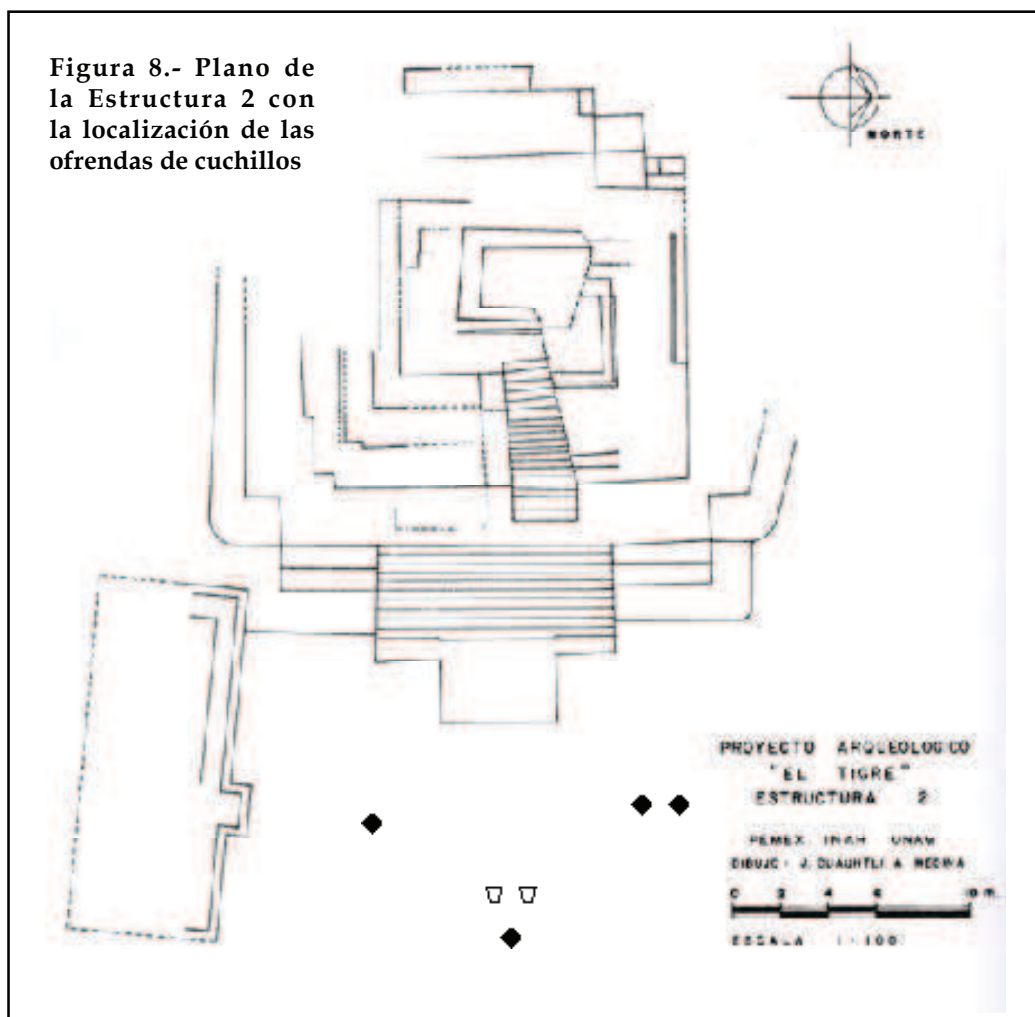 Figura 8.- Plano de
la Estructura 2 con
la localización de las
ofrendas de cuchillos
NORTE
PROYECTO ARQUEOLOGICO
"EL TIGRE"
ESTRUCTURA 2
PEMEX INAH UNAM
DIBUJO: J. CUAUHTLI A. MEDINA
0 2 4 6 10 m.
ESCALA 1:100